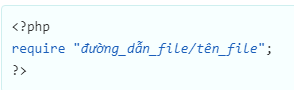 <?php
require "đường_dẫn_file/tên_file";
?>